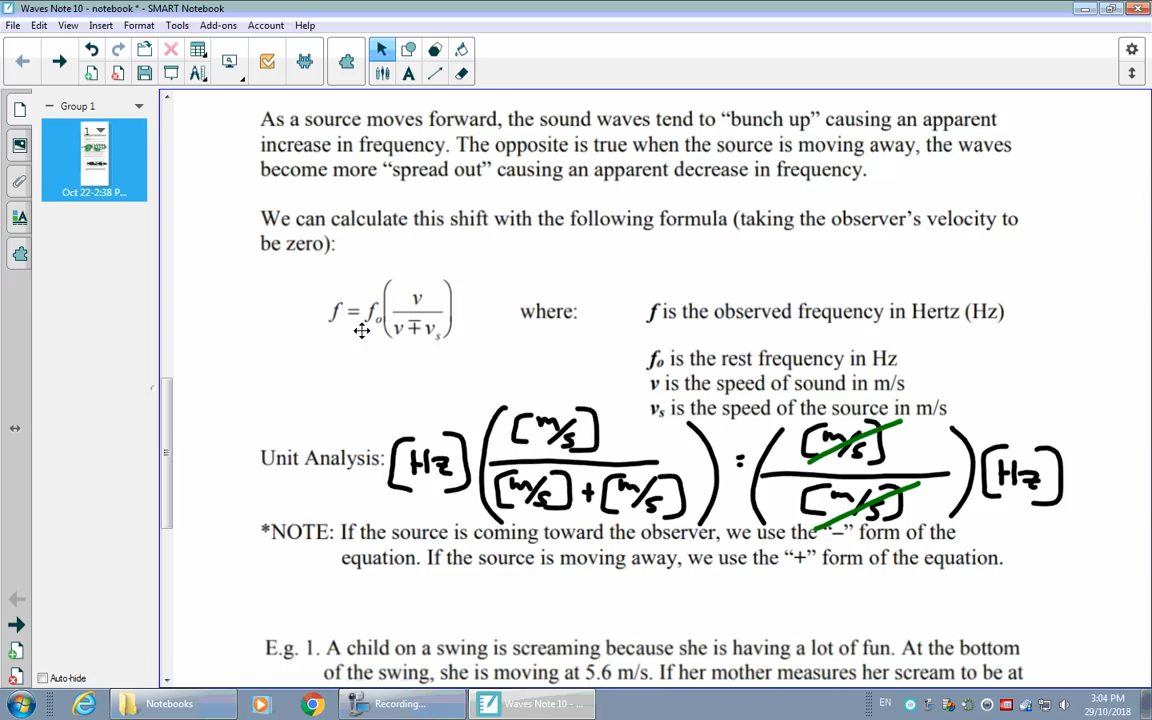 Waves Note 10 - notebook * - SMART Notebook
File Edit View Insert Format Tools Add-ons Account Help
Group 1
1
Oct 22-2:38 P...
As a source moves forward, the sound waves tend to “bunch up” causing an apparent
increase in frequency. The opposite is true when the source is moving away, the waves
become more “spread out” causing an apparent decrease in frequency.
We can calculate this shift with the following formula (taking the observer’s velocity to
be zero):
f = fo(v / (v ∓ vs)) where: f is the observed frequency in Hertz (Hz)
fo is the rest frequency in Hz
v is the speed of sound in m/s
vs is the speed of the source in m/s
Unit Analysis: [Hz] ([m/s] / ([m/s] + [m/s])) = ([m/s] / [m/s]) [Hz]
*NOTE: If the source is coming toward the observer, we use the “–” form of the
equation. If the source is moving away, we use the “+” form of the equation.
E.g. 1. A child on a swing is screaming because she is having a lot of fun. At the bottom
of the swing, she is moving at 5.6 m/s. If her mother measures her scream to be at
Auto-hide
Notebooks
Recording...
Waves Note 10 - ...
EN
3:04 PM
29/10/2018